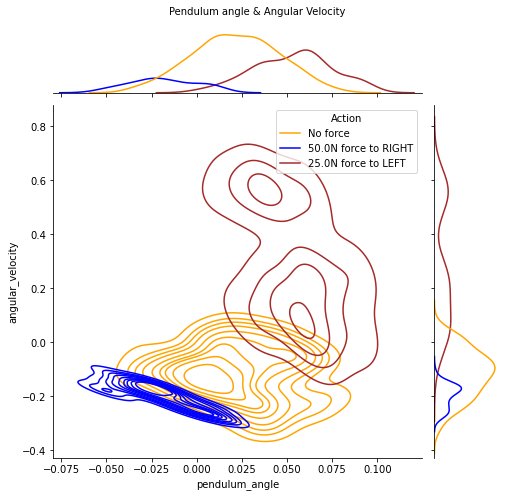 Pendulum angle & Angular Velocity
Action
No force
50.0N force to RIGHT
25.0N force to LEFT
0.8
0.6
0.4
0.2
0.0
−0.2
−0.4
angular_velocity
−0.075 −0.050 −0.025 0.000 0.025 0.050 0.075 0.100
pendulum_angle